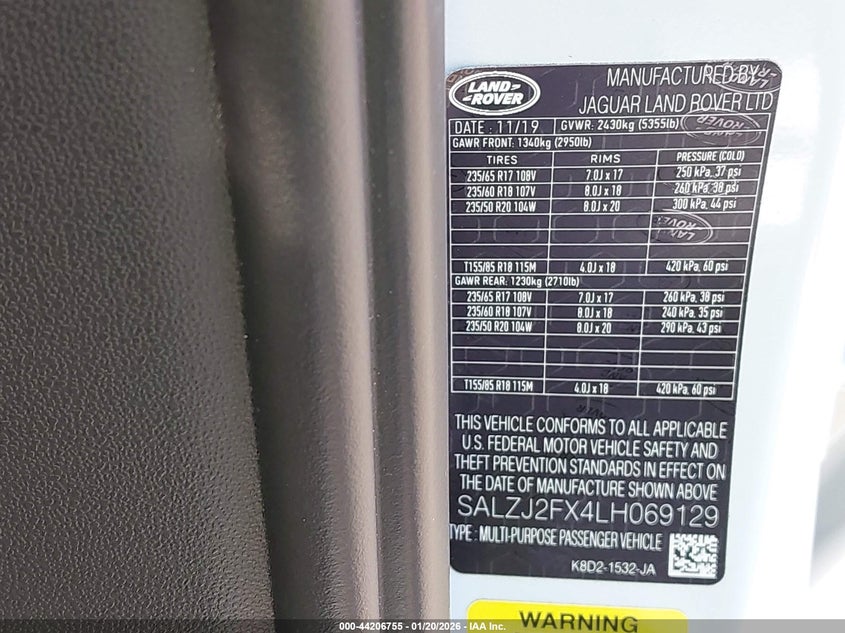 LAND ROVER
MANUFACTURED BY
JAGUAR LAND ROVER LTD
DATE : 11/19 GVWR: 2430kg (5355lb)
GAWR FRONT: 1340kg (2950lb)
TIRES RIMS PRESSURE (COLD)
235/65 R17 108V 7.0J x 17 250 kPa, 37 psi
235/60 R18 107V 8.0J x 18 260 kPa, 38 psi
235/50 R20 104W 8.0J x 20 300 kPa, 44 psi
T155/85 R18 115M 4.0J x 18 420 kPa, 60 psi
GAWR REAR: 1230kg (2710lb)
235/65 R17 108V 7.0J x 17 260 kPa, 38 psi
235/60 R18 107V 8.0J x 18 240 kPa, 35 psi
235/50 R20 104W 8.0J x 20 290 kPa, 43 psi
T155/85 R18 115M 4.0J x 18 420 kPa, 60 psi
THIS VEHICLE CONFORMS TO ALL APPLICABLE
U.S. FEDERAL MOTOR VEHICLE SAFETY AND
THEFT PREVENTION STANDARDS IN EFFECT ON
THE DATE OF MANUFACTURE SHOWN ABOVE
SALZJ2FX4LH069129
TYPE : MULTI-PURPOSE PASSENGER VEHICLE
K8D2-1532-JA
WARNING
000-44206755 - 01/20/2026 - IAA Inc.